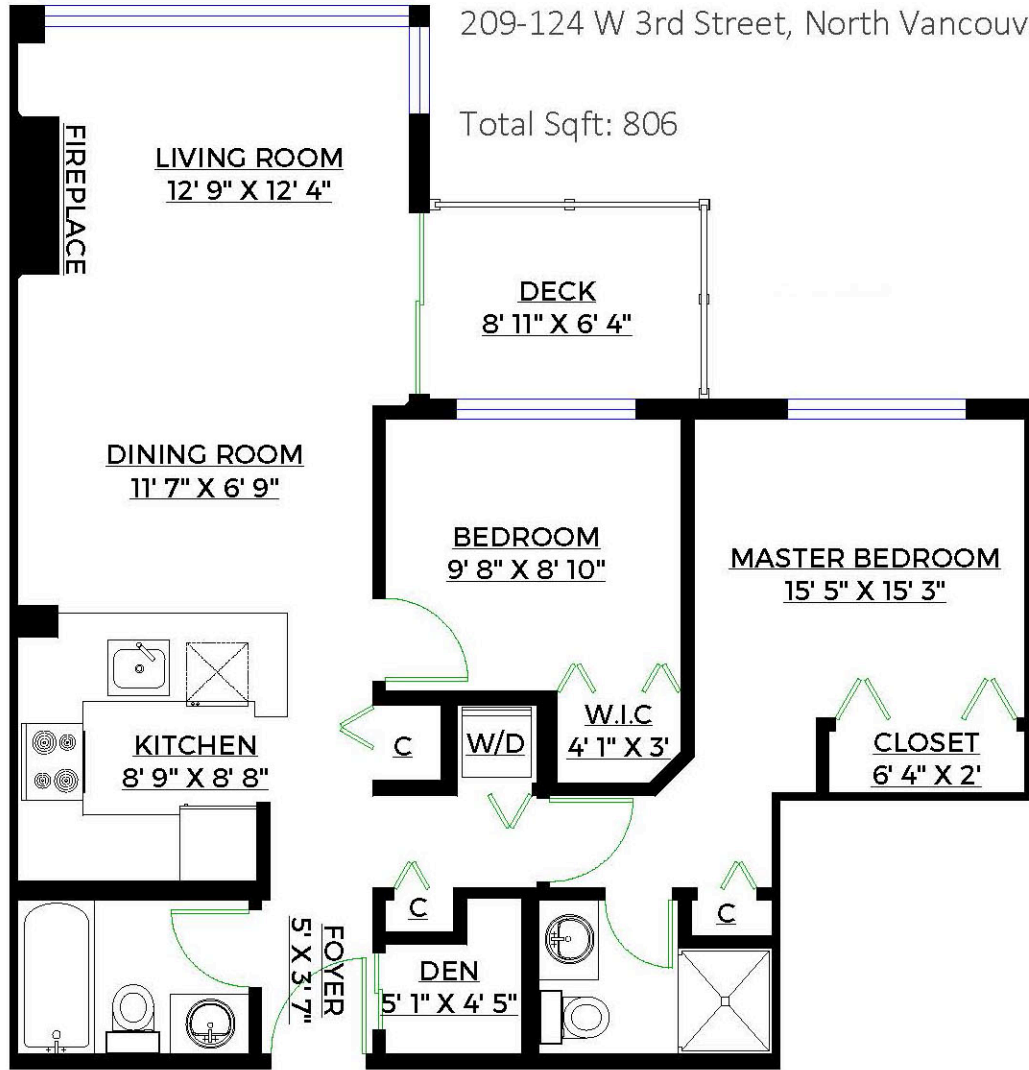 209-124 W 3rd Street, North Vancouv
Total Sqft: 806
FIREPLACE
LIVING ROOM
12' 9" X 12' 4"
DECK
8' 11" X 6' 4"
DINING ROOM
11' 7" X 6' 9"
BEDROOM
9' 8" X 8' 10"
MASTER BEDROOM
15' 5" X 15' 3"
KITCHEN
8' 9" X 8' 8"
C
W/D
W.I.C
4' 1" X 3'
CLOSET
6' 4" X 2'
C
C
FOYER
5' X 3' 7"
DEN
5' 1" X 4' 5"